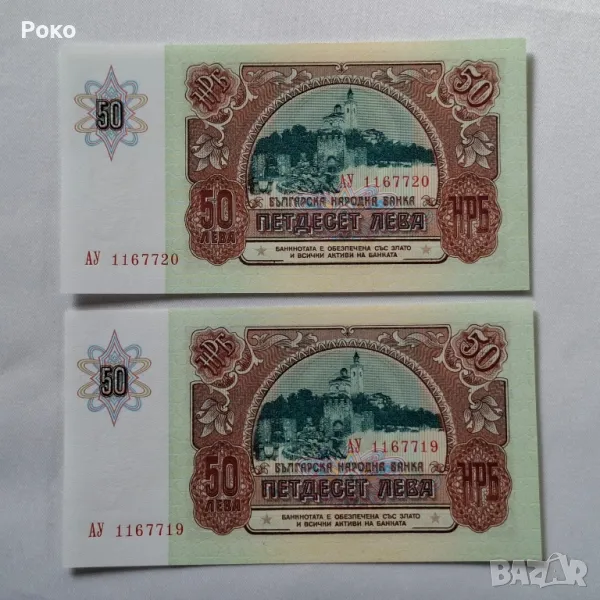 Poko
50
НРБ
50
АУ 1167720
БЪЛГАРСКА НАРОДНА БАНКА
50
ЛЕВА
ПЕТДЕСЕТ ЛЕВА
НРБ
БАНКНОТАТА Е ОБЕЗПЕЧЕНА СЪС ЗЛАТО
И ВСИЧКИ АКТИВИ НА БАНКАТА
АУ 1167720
50
НРБ
50
АУ 1167719
БЪЛГАРСКА НАРОДНА БАНКА
50
ЛЕВА
ПЕТДЕСЕТ ЛЕВА
НРБ
БАНКНОТАТА Е ОБЕЗПЕЧЕНА СЪС ЗЛАТО
И ВСИЧКИ АКТИВИ НА БАНКАТА
АУ 1167719
BAZAR